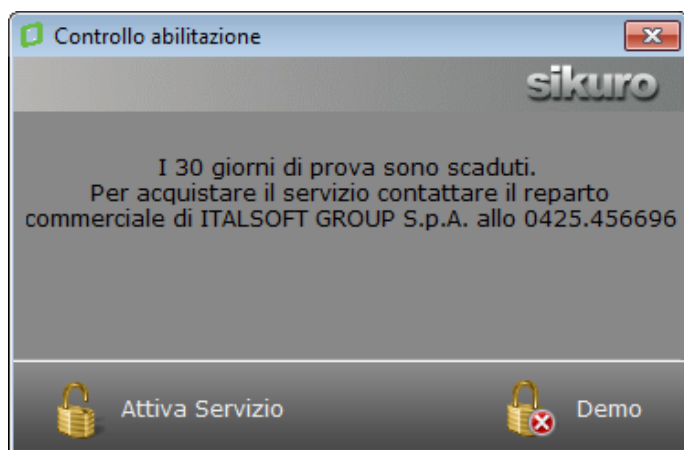 Controllo abilitazione
sikuro
I 30 giorni di prova sono scaduti.
Per acquistare il servizio contattare il reparto
commerciale di ITALSOFT GROUP S.p.A. allo 0425.456696
Attiva Servizio
Demo